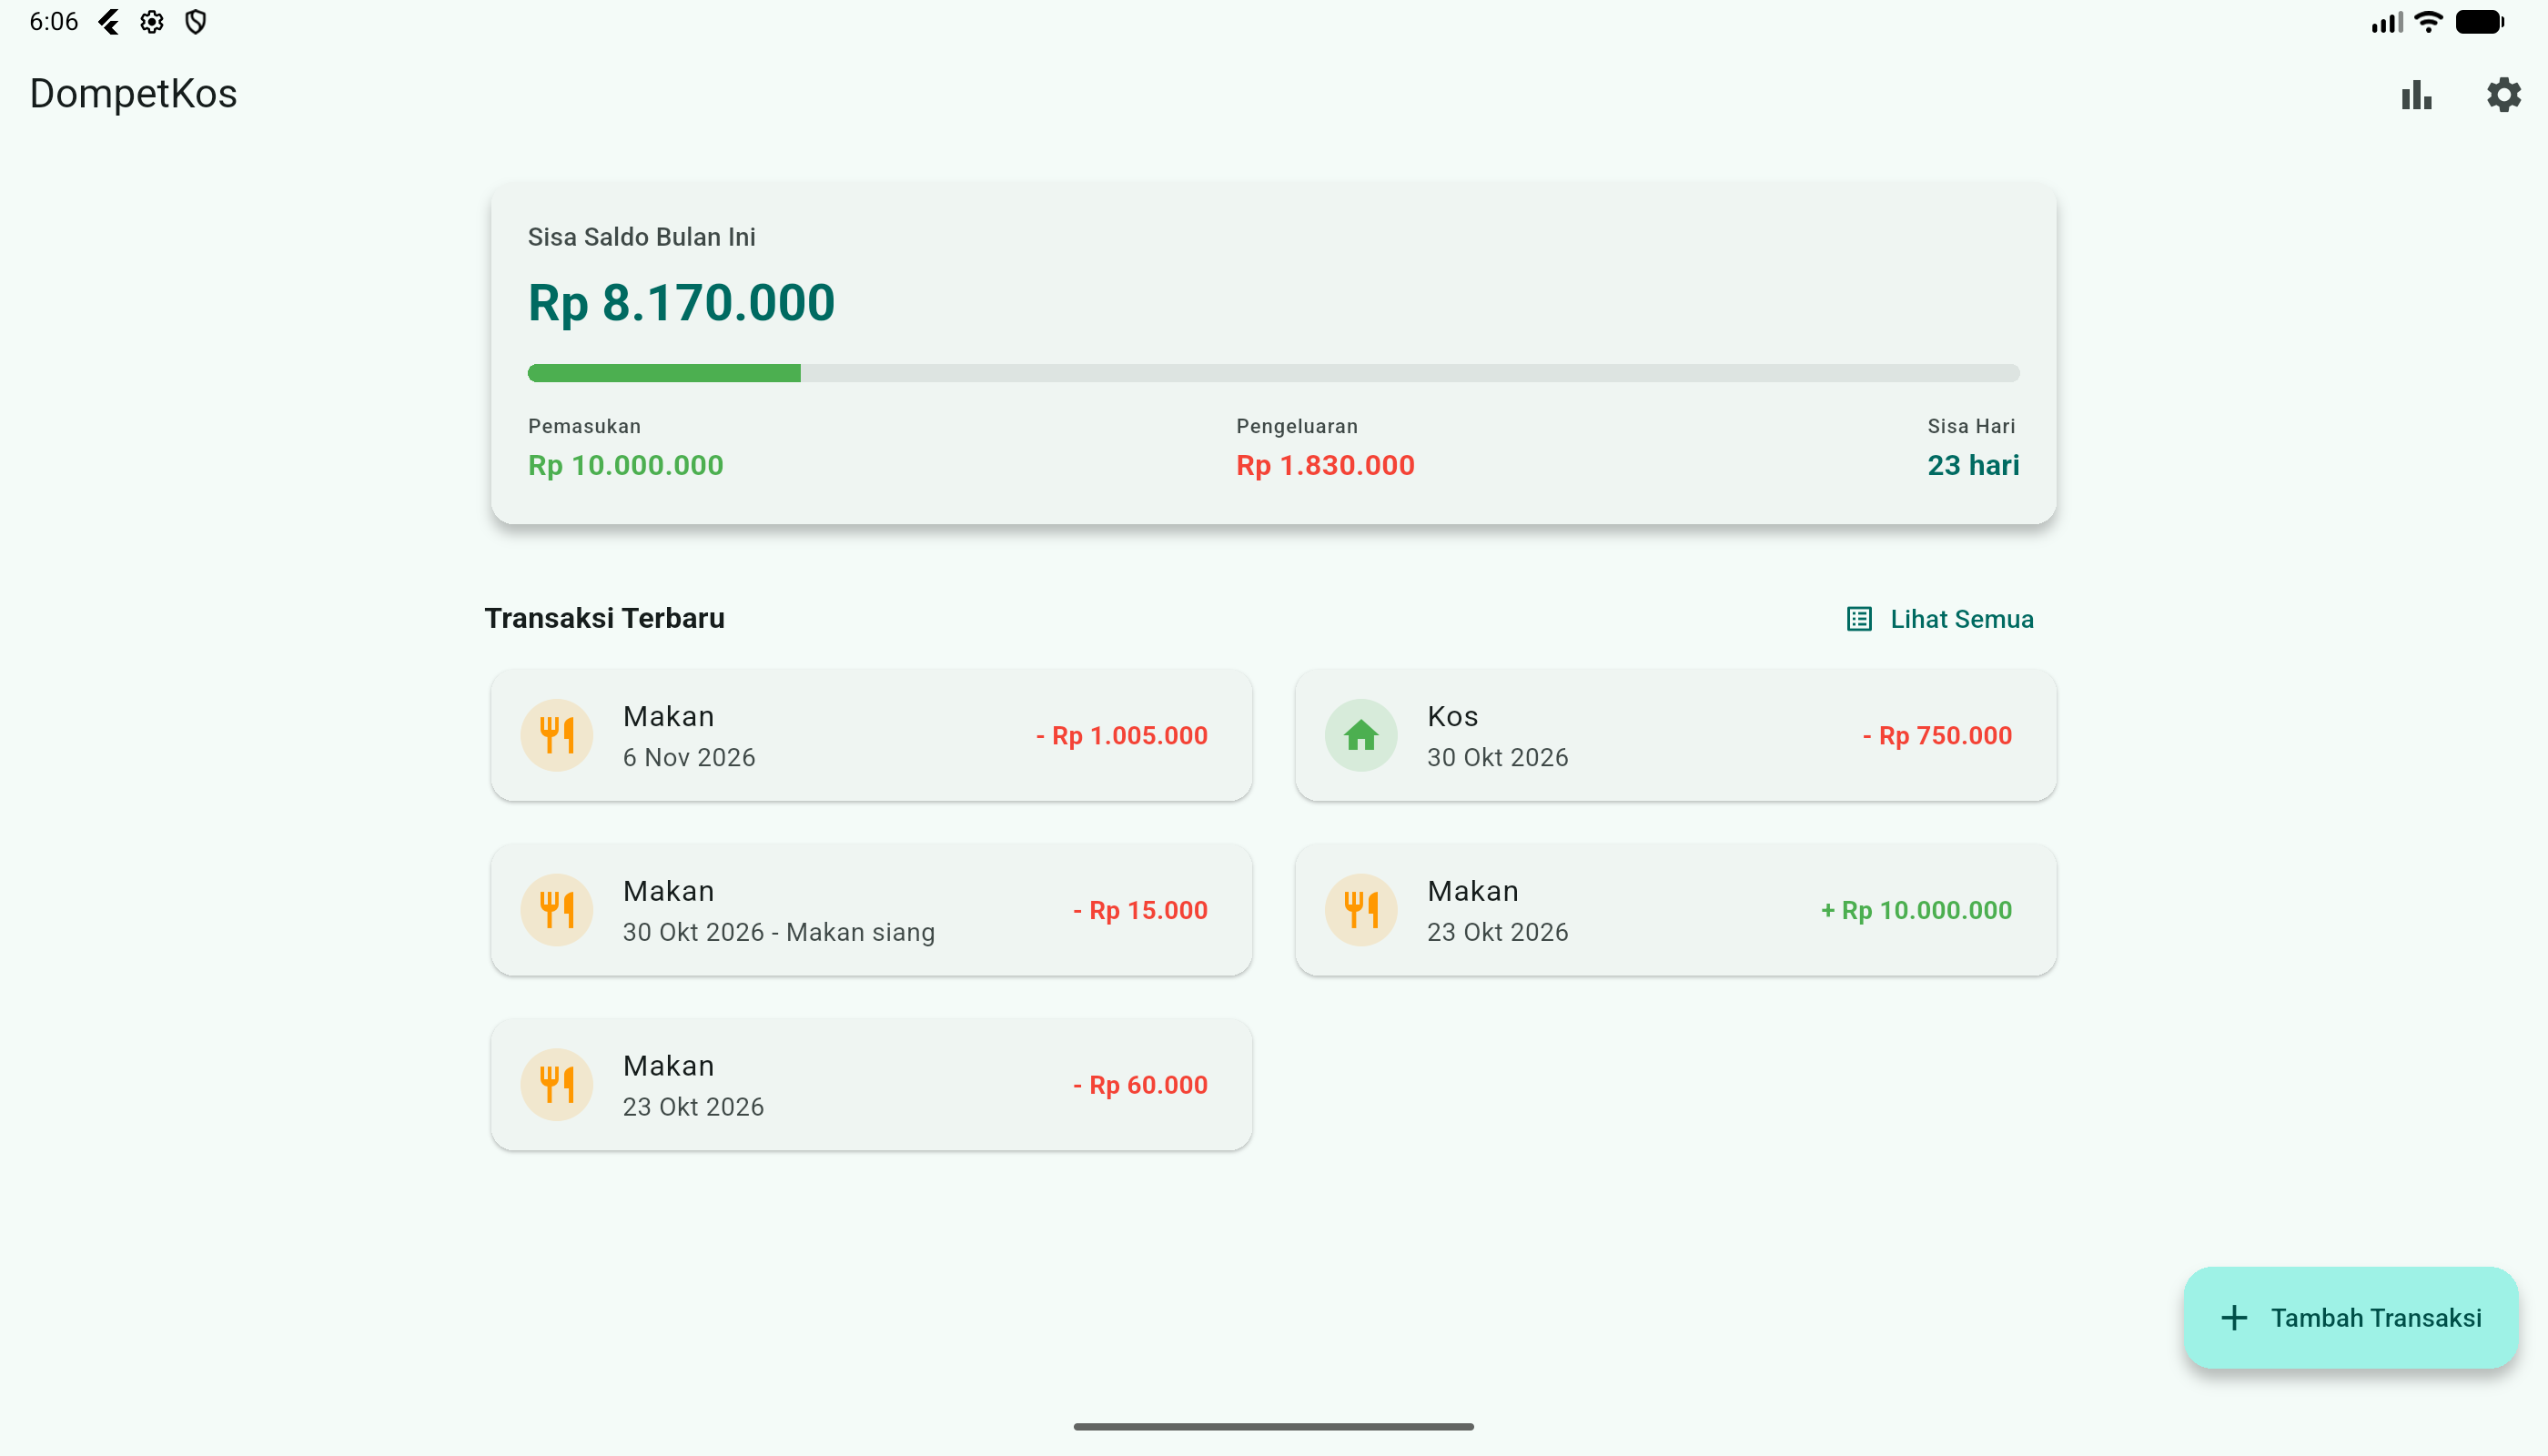 6:06
DompetKos
Sisa Saldo Bulan Ini
Rp 8.170.000
Pemasukan
Rp 10.000.000
Pengeluaran
Rp 1.830.000
Sisa Hari
23 hari
Transaksi Terbaru
Lihat Semua
Makan
6 Nov 2026
- Rp 1.005.000
Kos
30 Okt 2026
- Rp 750.000
Makan
30 Okt 2026 - Makan siang
- Rp 15.000
Makan
23 Okt 2026
+ Rp 10.000.000
Makan
23 Okt 2026
- Rp 60.000
Tambah Transaksi